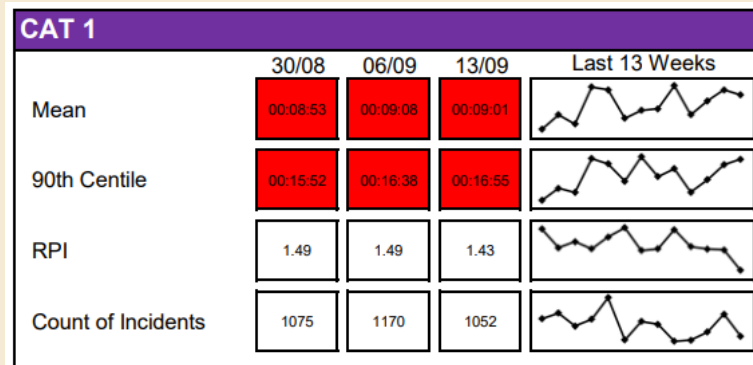 CAT 1
30/08 06/09 13/09 Last 13 Weeks
Mean 00:08:53 00:09:08 00:09:01
90th Centile 00:15:52 00:16:38 00:16:55
RPI 1.49 1.49 1.43
Count of Incidents 1075 1170 1052